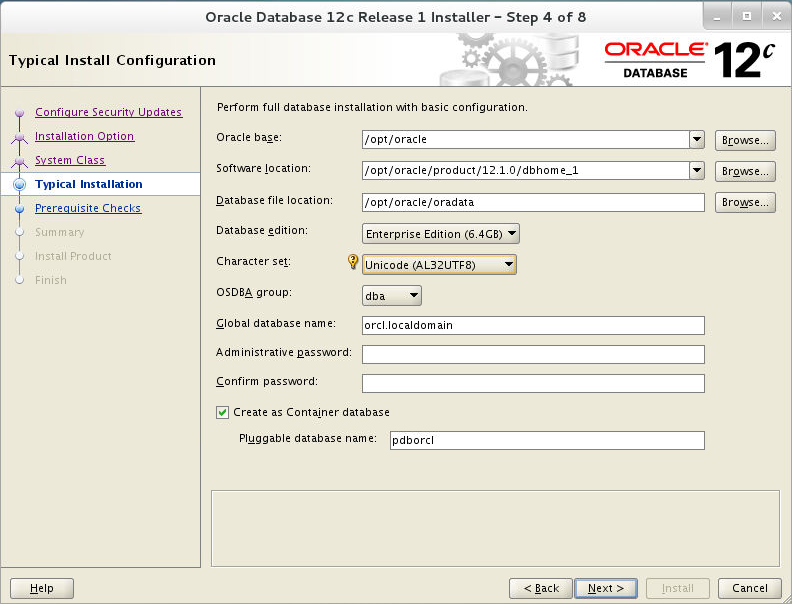 Oracle Database 12c Release 1 Installer – Step 4 of 8
Typical Install Configuration
ORACLE®
DATABASE
12c
Configure Security Updates
Installation Option
System Class
Typical Installation
Prerequisite Checks
Summary
Install Product
Finish
Perform full database installation with basic configuration.
Oracle base: /opt/oracle Browse...
Software location: /opt/oracle/product/12.1.0/dbhome_1 Browse...
Database file location: /opt/oracle/oradata Browse...
Database edition: Enterprise Edition (6.4GB)
Character set: Unicode (AL32UTF8)
OSDBA group: dba
Global database name: orcl.localdomain
Administrative password:
Confirm password:
Create as Container database
Pluggable database name: pdborcl
Help < Back Next > Install Cancel